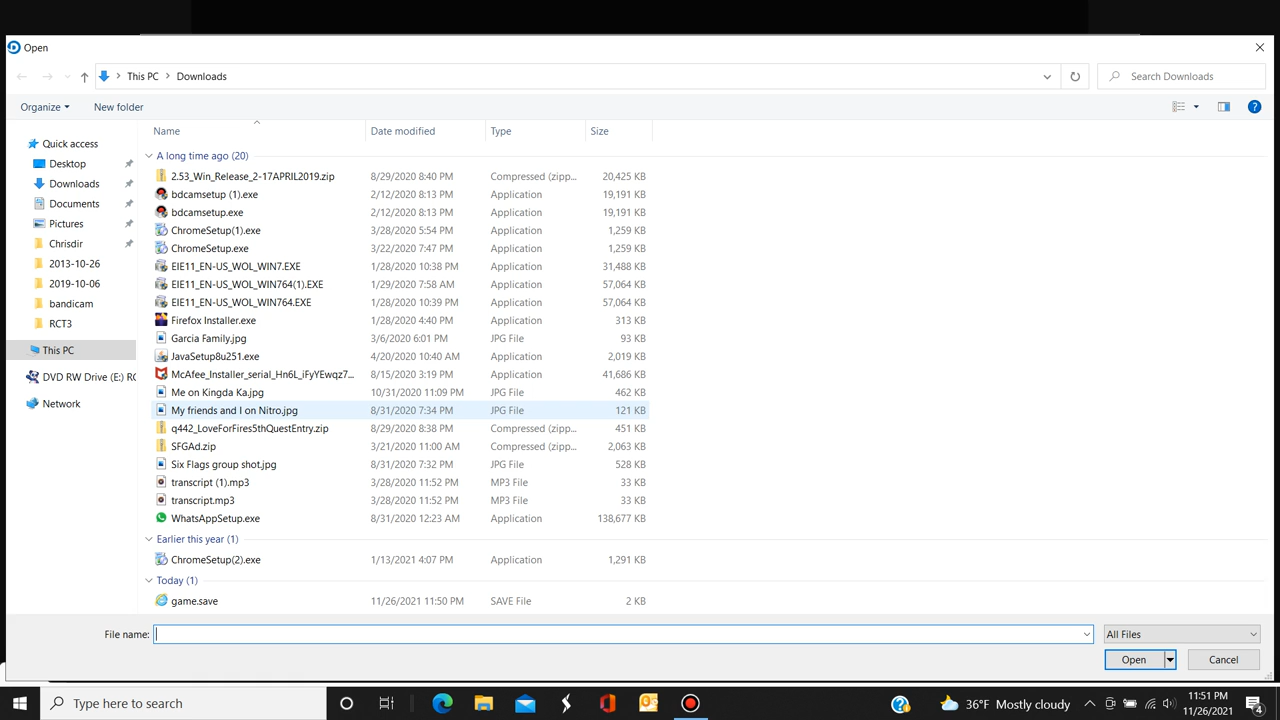 Open
This PC > Downloads
Search Downloads
Organize
New folder
Name Date modified Type Size
Quick access
Desktop
Downloads
Documents
Pictures
Chrisdir
2013-10-26
2019-10-06
bandicam
RCT3
This PC
DVD RW Drive (E:) RC
Network
A long time ago (20)
2.53_Win_Release_2-17APRIL2019.zip 8/29/2020 8:40 PM Compressed (zipp... 20,425 KB
bdcamsetup (1).exe 2/12/2020 8:13 PM Application 19,191 KB
bdcamsetup.exe 2/12/2020 8:13 PM Application 19,191 KB
ChromeSetup(1).exe 3/28/2020 5:54 PM Application 1,259 KB
ChromeSetup.exe 3/22/2020 7:47 PM Application 1,259 KB
EIE11_EN-US_WOL_WIN7.EXE 1/28/2020 10:38 PM Application 31,488 KB
EIE11_EN-US_WOL_WIN764(1).EXE 1/29/2020 7:58 AM Application 57,064 KB
EIE11_EN-US_WOL_WIN764.EXE 1/28/2020 10:39 PM Application 57,064 KB
Firefox Installer.exe 1/28/2020 4:40 PM Application 313 KB
Garcia Family.jpg 3/6/2020 6:01 PM JPG File 93 KB
JavaSetup8u251.exe 4/20/2020 10:40 AM Application 2,019 KB
McAfee_Installer_serial_Hn6L_iFyYEwqz7... 8/15/2020 3:19 PM Application 41,686 KB
Me on Kingda Ka.jpg 10/31/2020 11:09 PM JPG File 462 KB
My friends and I on Nitro.jpg 8/31/2020 7:34 PM JPG File 121 KB
q442_LoveForFires5thQuestEntry.zip 8/29/2020 8:38 PM Compressed (zipp... 451 KB
SFGAd.zip 3/21/2020 11:00 AM Compressed (zipp... 2,063 KB
Six Flags group shot.jpg 8/31/2020 7:32 PM JPG File 528 KB
transcript (1).mp3 3/28/2020 11:52 PM MP3 File 33 KB
transcript.mp3 3/28/2020 11:52 PM MP3 File 33 KB
WhatsAppSetup.exe 8/31/2020 12:23 AM Application 138,677 KB
Earlier this year (1)
ChromeSetup(2).exe 1/13/2021 4:07 PM Application 1,291 KB
Today (1)
game.save 11/26/2021 11:50 PM SAVE File 2 KB
File name:
All Files
Open
Cancel
Type here to search
36°F Mostly cloudy
11:51 PM
11/26/2021
4